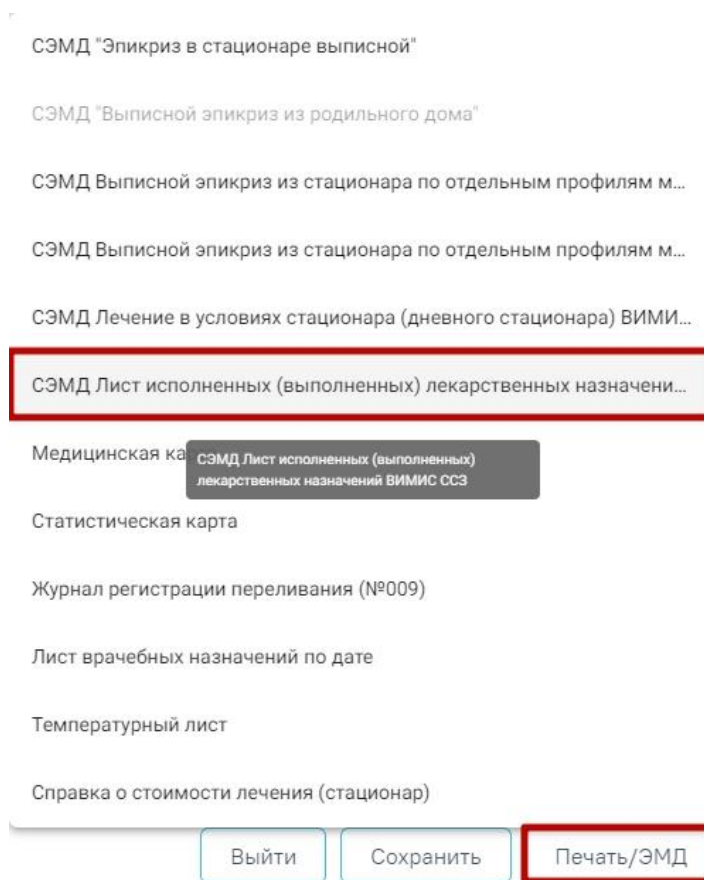 СЭМД "Эпикриз в стационаре выписной"
СЭМД "Выписной эпикриз из родильного дома"
СЭМД Выписной эпикриз из стационара по отдельным профилям м...
СЭМД Выписной эпикриз из стационара по отдельным профилям м...
СЭМД Лечение в условиях стационара (дневного стационара) ВИМИ...
СЭМД Лист исполненных (выполненных) лекарственных назначени...
Медицинская ка
СЭМД Лист исполненных (выполненных)
лекарственных назначений ВИМИС ССЗ
Статистическая карта
Журнал регистрации переливания (№009)
Лист врачебных назначений по дате
Температурный лист
Справка о стоимости лечения (стационар)
Выйти Сохранить Печать/ЭМД